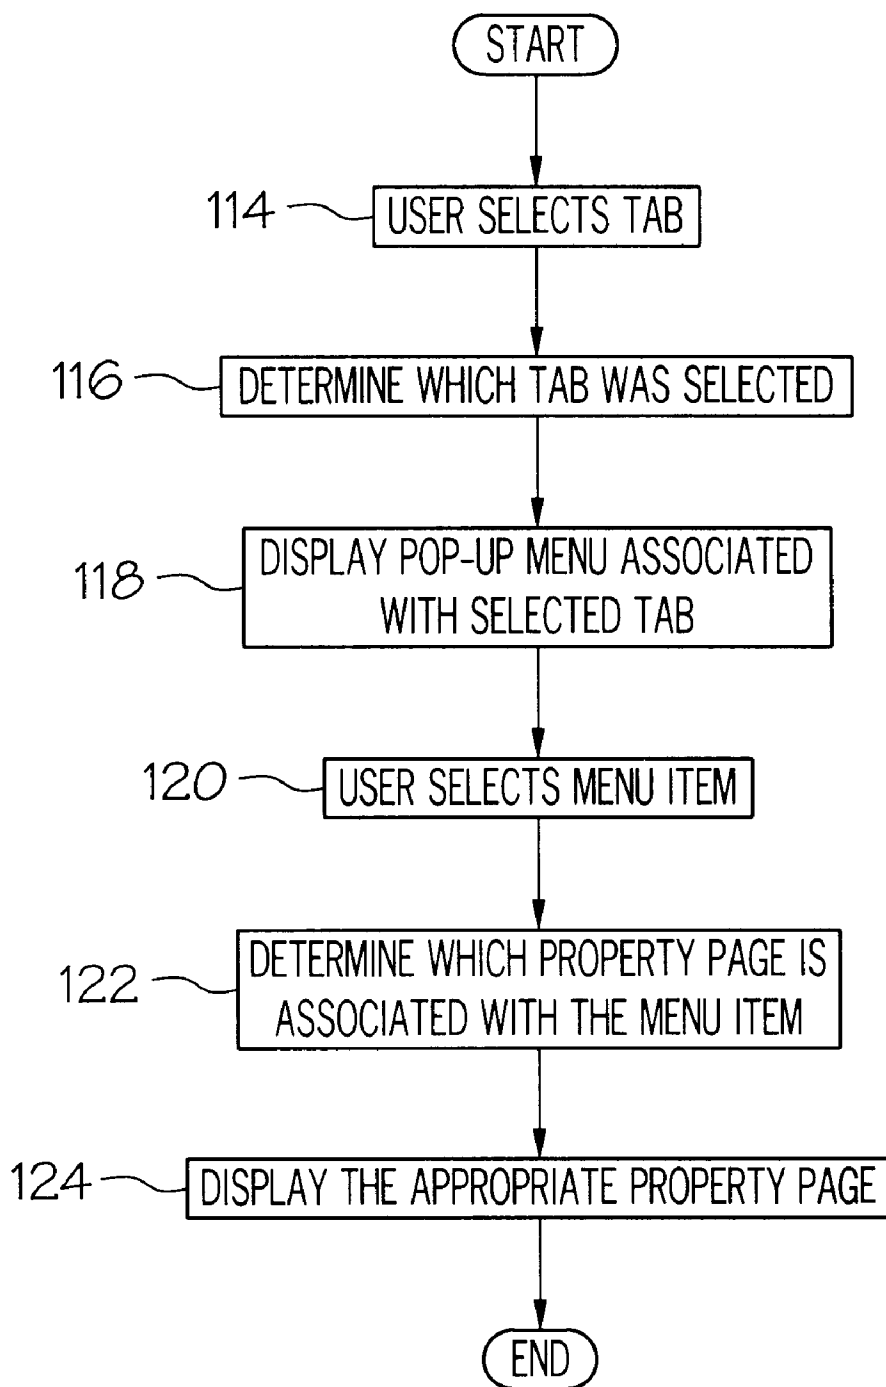 START
114
USER SELECTS TAB
116
DETERMINE WHICH TAB WAS SELECTED
118
DISPLAY POP-UP MENU ASSOCIATED
WITH SELECTED TAB
120
USER SELECTS MENU ITEM
122
DETERMINE WHICH PROPERTY PAGE IS
ASSOCIATED WITH THE MENU ITEM
124
DISPLAY THE APPROPRIATE PROPERTY PAGE
END